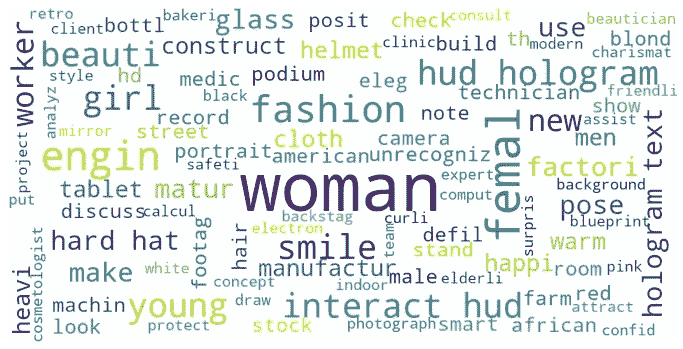 retro bottl glass posit check consult use beautician
client bakeri th modern blond
beauti construct helmet build charismat
style hd medic clinic eleg hud hologram friendli
worker girl black podium technician show
analyz record fashion note new assist
mirror street cloth camera men
project safeti portrait american unrecogniz
engin expert factori hologram text
put tablet matur woman comput femal background
discuss calcul backstag curli pose blueprint
electron team defil surpris
hard hat footag hair smile stand warm
cosmetologist manufactur male happi room pink
heavi make white concept indoor elderli
machin young draw interact hud farm red attract
look protect stock photograph smart african confid